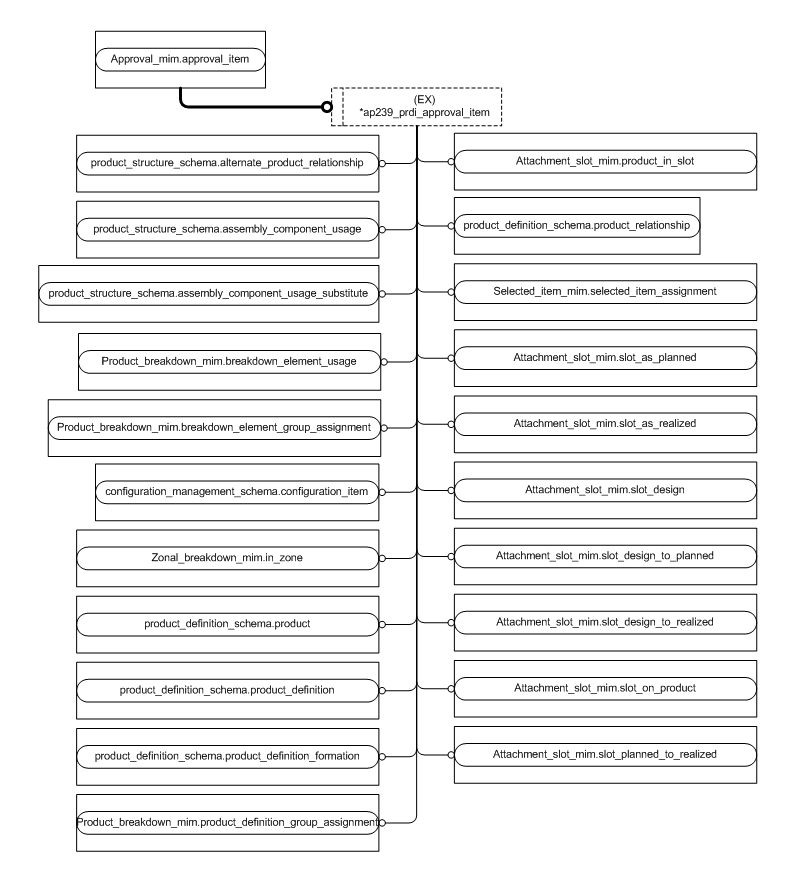 Approval_mim.approval_item
(EX)
*ap239_prdi_approval_item
product_structure_schema.alternate_product_relationship
Attachment_slot_mim.product_in_slot
product_structure_schema.assembly_component_usage
product_definition_schema.product_relationship
product_structure_schema.assembly_component_usage_substitute
Selected_item_mim.selected_item_assignment
Product_breakdown_mim.breakdown_element_usage
Attachment_slot_mim.slot_as_planned
Product_breakdown_mim.breakdown_element_group_assignment
Attachment_slot_mim.slot_as_realized
configuration_management_schema.configuration_item
Attachment_slot_mim.slot_design
Zonal_breakdown_mim.in_zone
Attachment_slot_mim.slot_design_to_planned
product_definition_schema.product
Attachment_slot_mim.slot_design_to_realized
product_definition_schema.product_definition
Attachment_slot_mim.slot_on_product
product_definition_schema.product_definition_formation
Attachment_slot_mim.slot_planned_to_realized
Product_breakdown_mim.product_definition_group_assignment